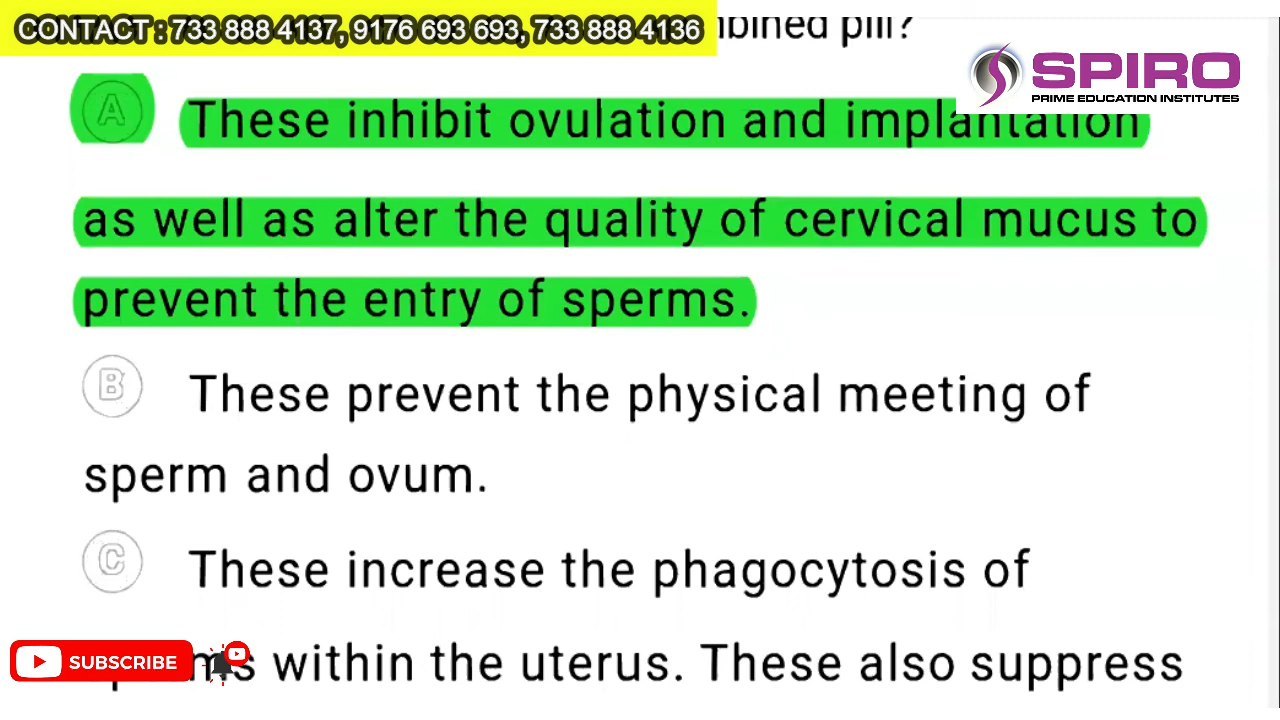 CONTACT : 733 888 4137, 9176 693 693, 733 888 4136
pill?
SPIRO
PRIME EDUCATION INSTITUTES
A These inhibit ovulation and implantation
as well as alter the quality of cervical mucus to
prevent the entry of sperms.
B These prevent the physical meeting of
sperm and ovum.
C These increase the phagocytosis of
within the uterus. These also suppress
SUBSCRIBE